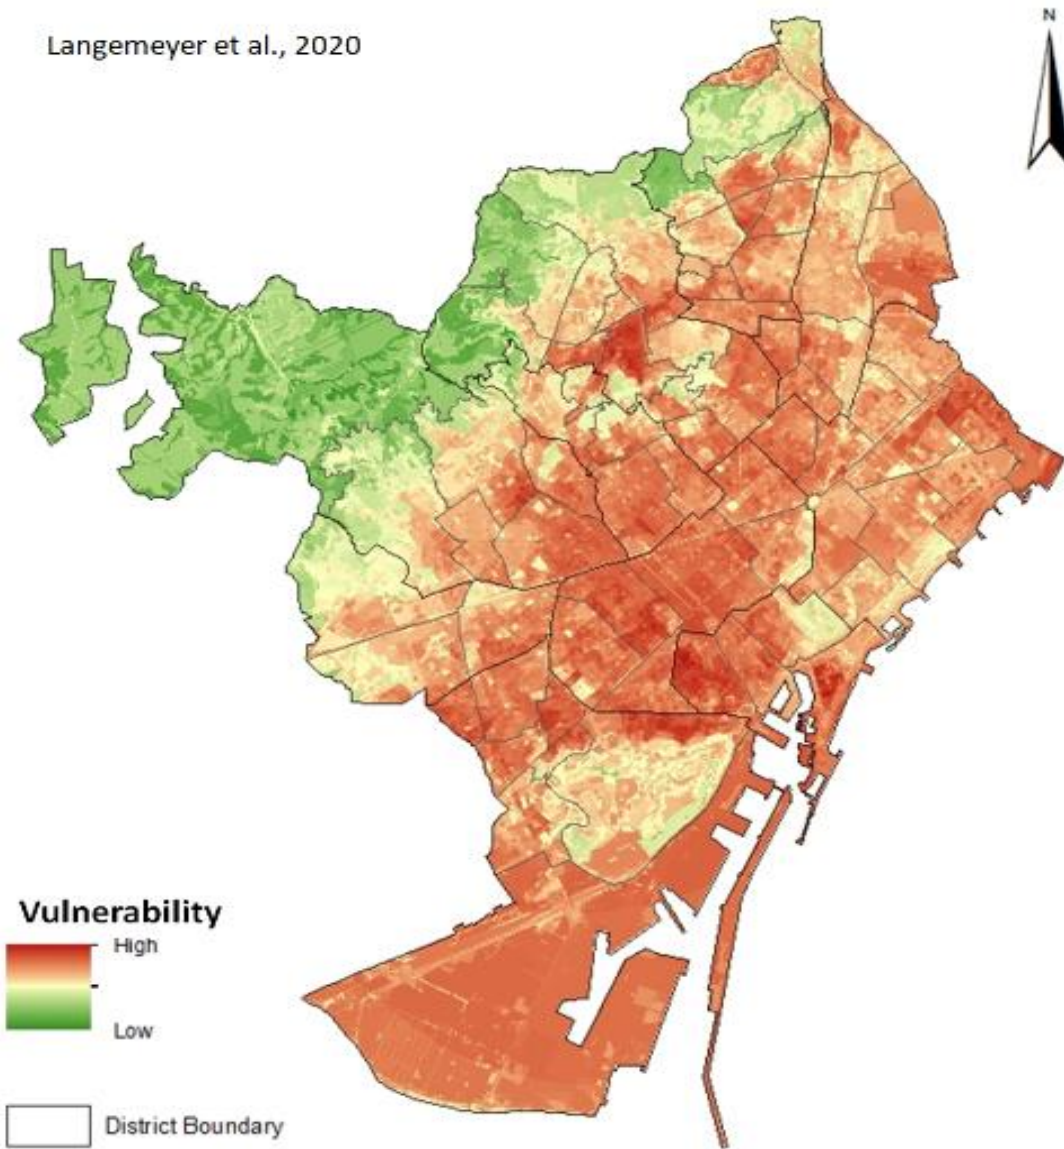 Langemeyer et al., 2020
N
Vulnerability
High
Low
District Boundary